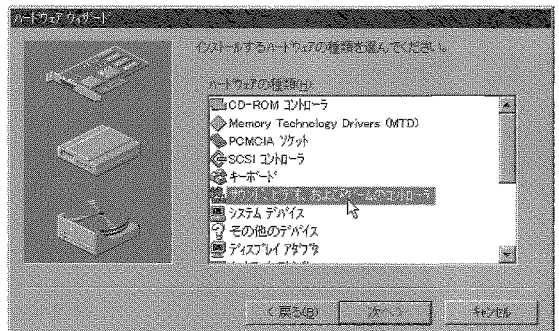 ハードウェア ウィザード
インストールするハードウェアの種類を選んでください。
ハードウェアの種類(H):
CD-ROM コントローラ
Memory Technology Drivers (MTD)
PCMCIA ソケット
SCSI コントローラ
キーボード
サウンド、ビデオ、およびゲームのコントローラ
システム デバイス
その他のデバイス
ディスプレイ アダプタ
< 戻る(B)
次へ >
キャンセル